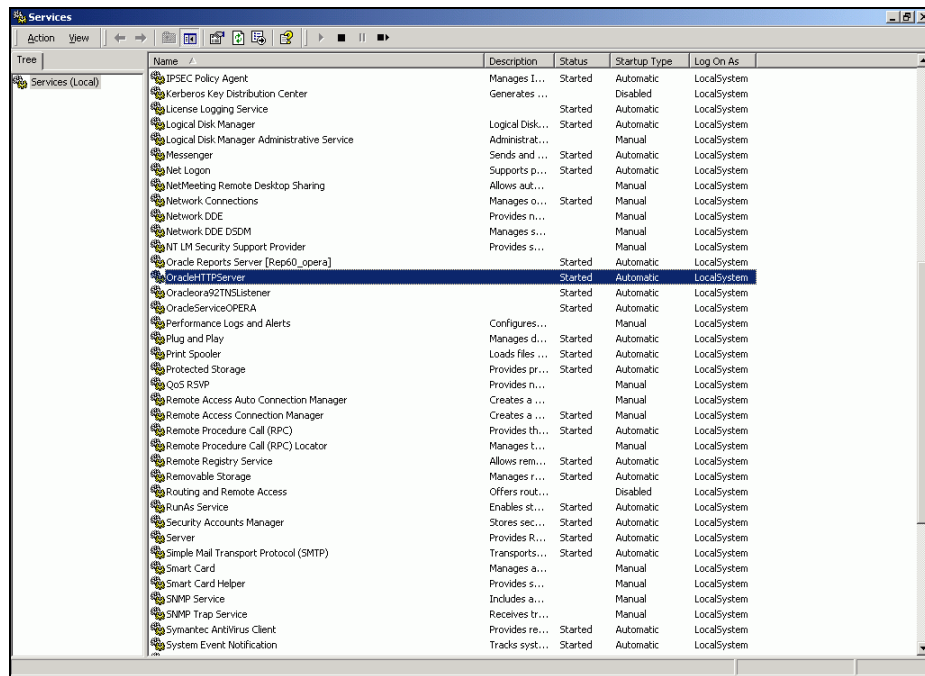 Services
Action View
Tree
Services (Local)
Name Description Status Startup Type Log On As
IPSEC Policy Agent Manages I... Started Automatic LocalSystem
Kerberos Key Distribution Center Generates ... Disabled LocalSystem
License Logging Service Started Automatic LocalSystem
Logical Disk Manager Logical Disk... Started Automatic LocalSystem
Logical Disk Manager Administrative Service Administrat... Manual LocalSystem
Messenger Sends and ... Started Automatic LocalSystem
Net Logon Supports p... Started Automatic LocalSystem
NetMeeting Remote Desktop Sharing Allows aut... Manual LocalSystem
Network Connections Manages o... Started Manual LocalSystem
Network DDE Provides n... Manual LocalSystem
Network DDE DSDM Manages s... Manual LocalSystem
NT LM Security Support Provider Provides s... Manual LocalSystem
Oracle Reports Server [Rep60_opera] Started Automatic LocalSystem
OracleHTTPServer Started Automatic LocalSystem
Oracleora92TNSListener Started Automatic LocalSystem
OracleServiceOPERA Started Automatic LocalSystem
Performance Logs and Alerts Configures... Manual LocalSystem
Plug and Play Manages d... Started Automatic LocalSystem
Print Spooler Loads files ... Started Automatic LocalSystem
Protected Storage Provides pr... Started Automatic LocalSystem
QoS RSVP Provides n... Manual LocalSystem
Remote Access Auto Connection Manager Creates a ... Manual LocalSystem
Remote Access Connection Manager Creates a ... Started Manual LocalSystem
Remote Procedure Call (RPC) Provides th... Started Automatic LocalSystem
Remote Procedure Call (RPC) Locator Manages t... Manual LocalSystem
Remote Registry Service Allows rem... Started Automatic LocalSystem
Removable Storage Manages r... Started Automatic LocalSystem
Routing and Remote Access Offers rout... Disabled LocalSystem
RunAs Service Enables st... Started Automatic LocalSystem
Security Accounts Manager Stores sec... Started Automatic LocalSystem
Server Provides R... Started Automatic LocalSystem
Simple Mail Transport Protocol (SMTP) Transports... Started Automatic LocalSystem
Smart Card Manages a... Manual LocalSystem
Smart Card Helper Provides s... Manual LocalSystem
SNMP Service Includes a... Manual LocalSystem
SNMP Trap Service Receives tr... Manual LocalSystem
Symantec AntiVirus Client Provides re... Started Automatic LocalSystem
System Event Notification Tracks syst... Started Automatic LocalSystem